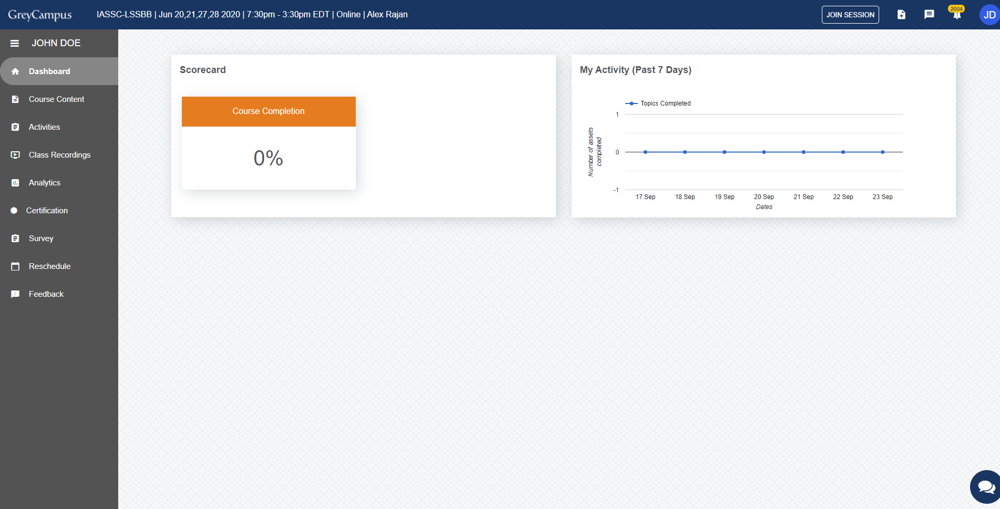 GreyCampus
IASSC-LSSBB | Jun 20,21,27,28 2020 | 7:30pm - 3:30pm EDT | Online | Alex Rajan
JOIN SESSION
2004
JD
JOHN DOE
Dashboard
Course Content
Activities
Class Recordings
Analytics
Certification
Survey
Reschedule
Feedback
Scorecard
Course Completion
0%
My Activity (Past 7 Days)
Topics Completed
1
0
-1
Number of assets
completed
17 Sep
18 Sep
19 Sep
20 Sep
21 Sep
22 Sep
23 Sep
Dates